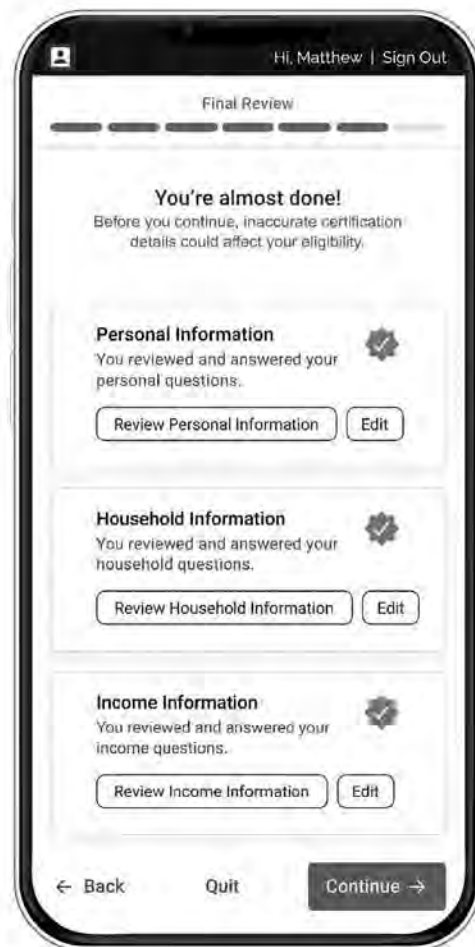 Hi, Matthew | Sign Out
Final Review
You're almost done!
Before you continue, inaccurate certification
details could affect your eligibility.
Personal Information
You reviewed and answered your
personal questions.
Review Personal Information Edit
Household Information
You reviewed and answered your
household questions.
Review Household Information Edit
Income Information
You reviewed and answered your
income questions.
Review Income Information Edit
← Back Quit Continue →